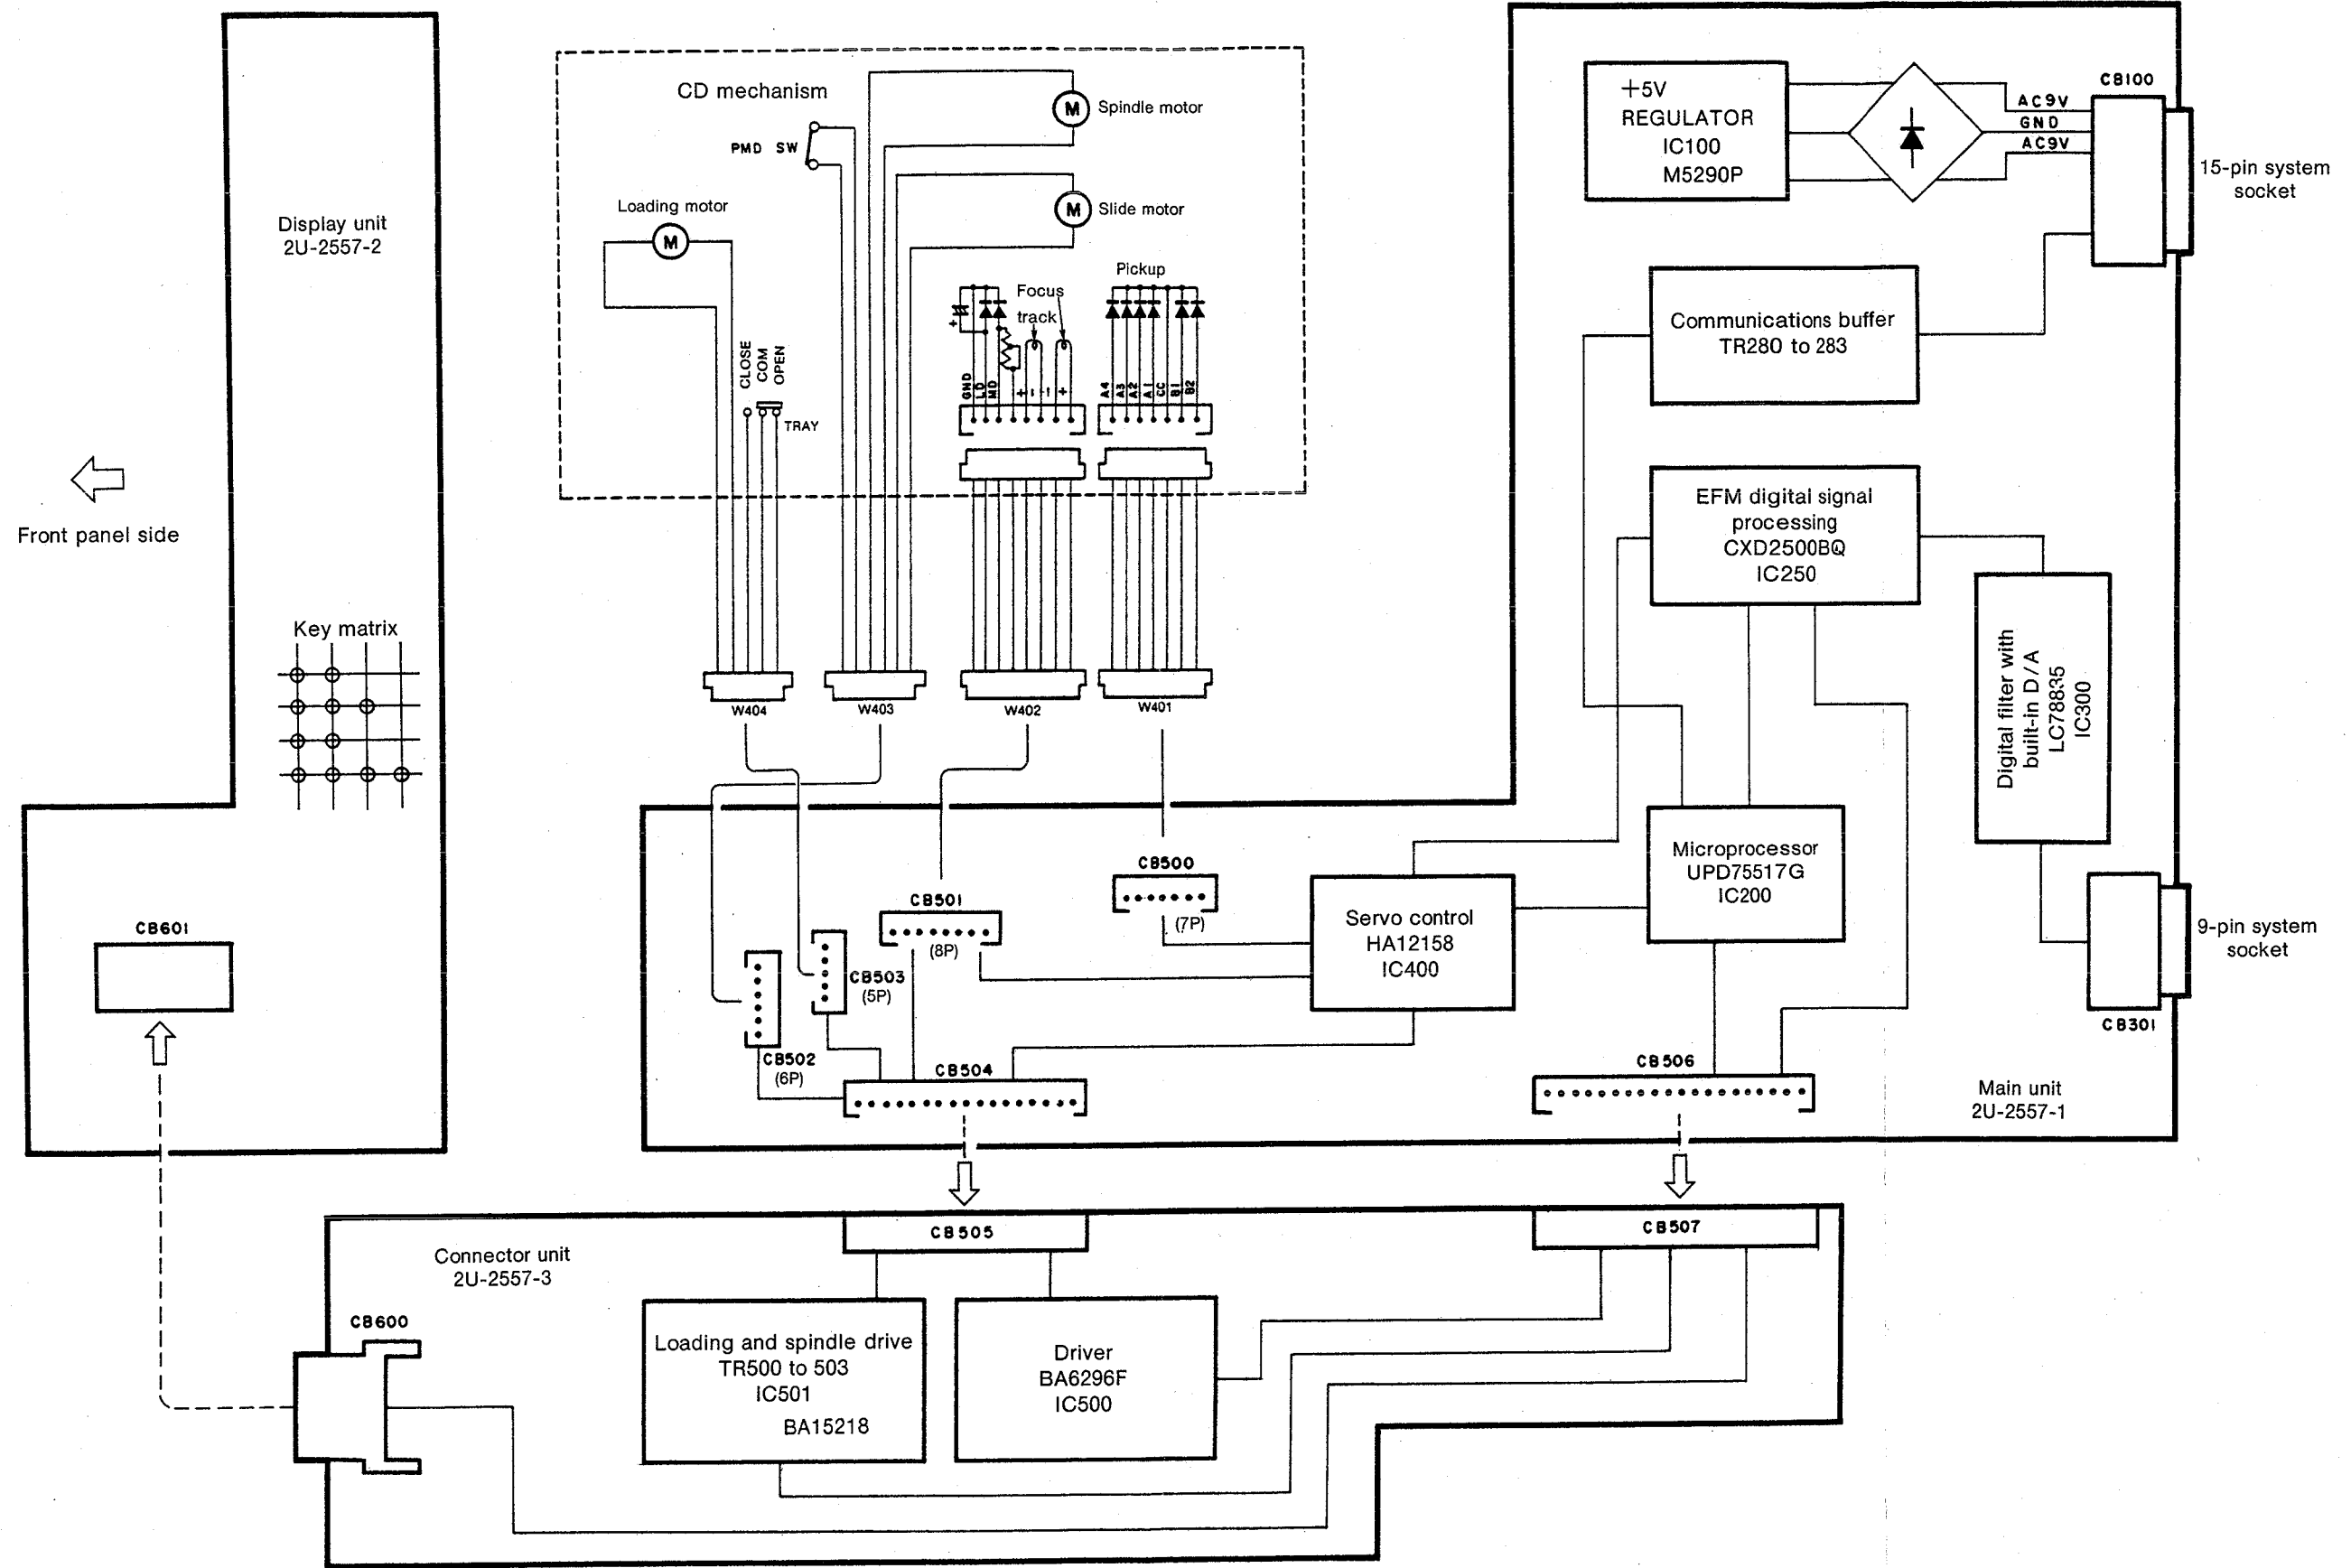 Display unit
2U-2557-2
Front panel side
Key matrix
CB601
CD mechanism
PMD SW
M
Spindle motor
Loading motor
M
M
Slide motor
CLOSE
COM
OPEN
TRAY
Focus
track
Pickup
+
GND
LD
MD
+
−
−
+
A4
A3
A2
A1
CC
B1
B2
W404
W403
W402
W401
+5V
REGULATOR
IC100
M5290P
AC9V
GND
AC9V
CB100
15-pin system
socket
Communications buffer
TR280 to 283
EFM digital signal
processing
CXD2500BQ
IC250
Digital filter with
built-in D/A
LC78835
IC300
Microprocessor
UPD75517G
IC200
Servo control
HA12158
IC400
CB500
(7P)
CB501
(8P)
CB503
(5P)
CB502
(6P)
CB504
CB506
CB301
9-pin system
socket
Main unit
2U-2557-1
CB505
CB507
Connector unit
2U-2557-3
CB600
Loading and spindle drive
TR500 to 503
IC501
BA15218
Driver
BA6296F
IC500